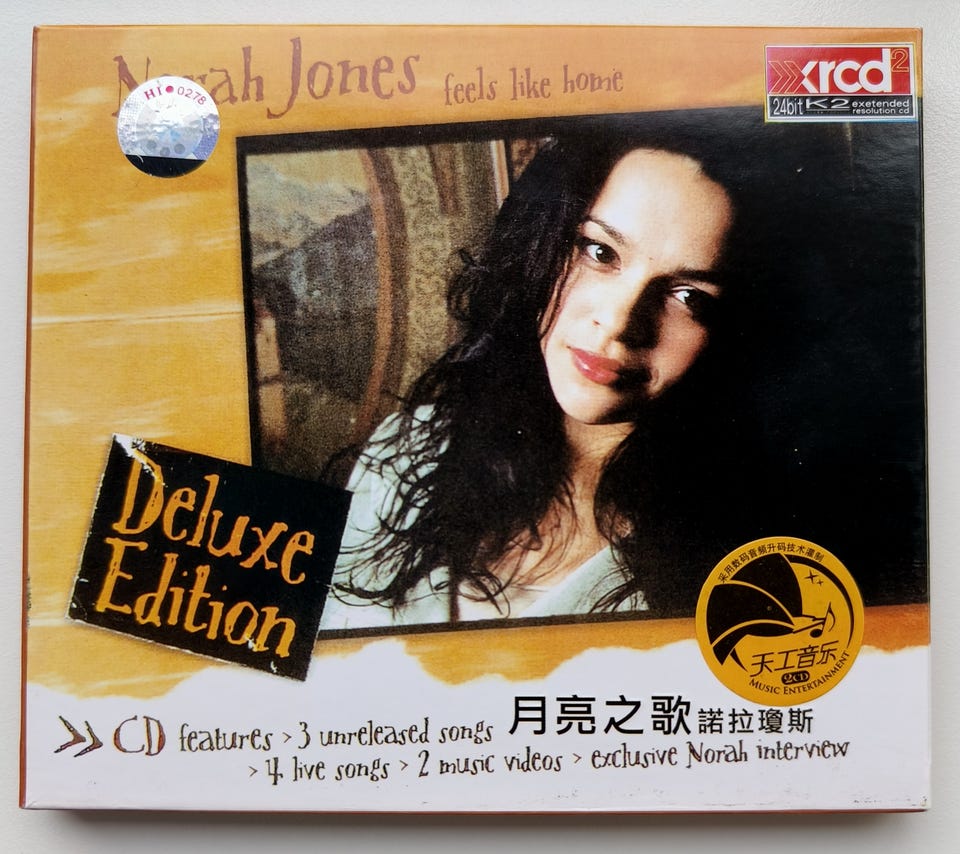 Norah Jones feels like home
HJ●0278
xrcd2
24bit K2 exetended
resolution cd
Deluxe
Edition
采用数码音频升码技术灌制
天工音乐
2CD
MUSIC ENTERTAINMENT
月亮之歌 諾拉瓊斯
>> CD features > 3 unreleased songs
> 4 live songs > 2 music videos > exclusive Norah interview